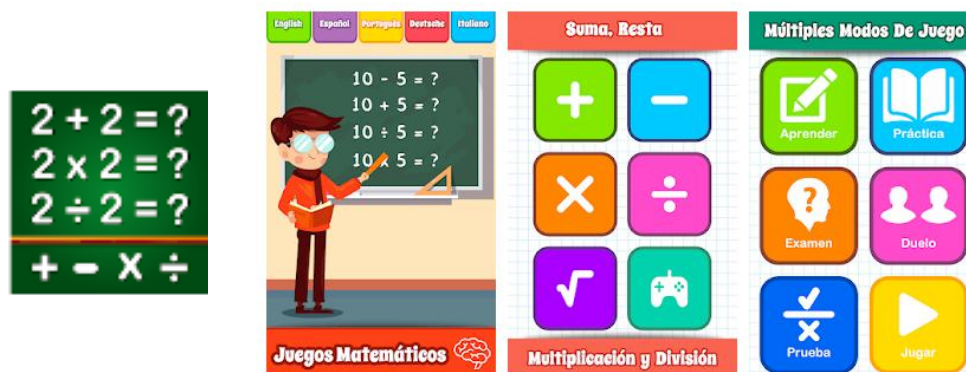 2 + 2 = ?
2 x 2 = ?
2 ÷ 2 = ?
+ - x ÷
English Español Português Deutsche Italiano
10 - 5 = ?
10 + 5 = ?
10 ÷ 5 = ?
10 x 5 = ?
Juegos Matemáticos
Suma, Resta
+ −
× ÷
√
Multiplicación y División
Múltiples Modos De Juego
Aprender Práctica
?
Examen Duelo
Prueba Jugar